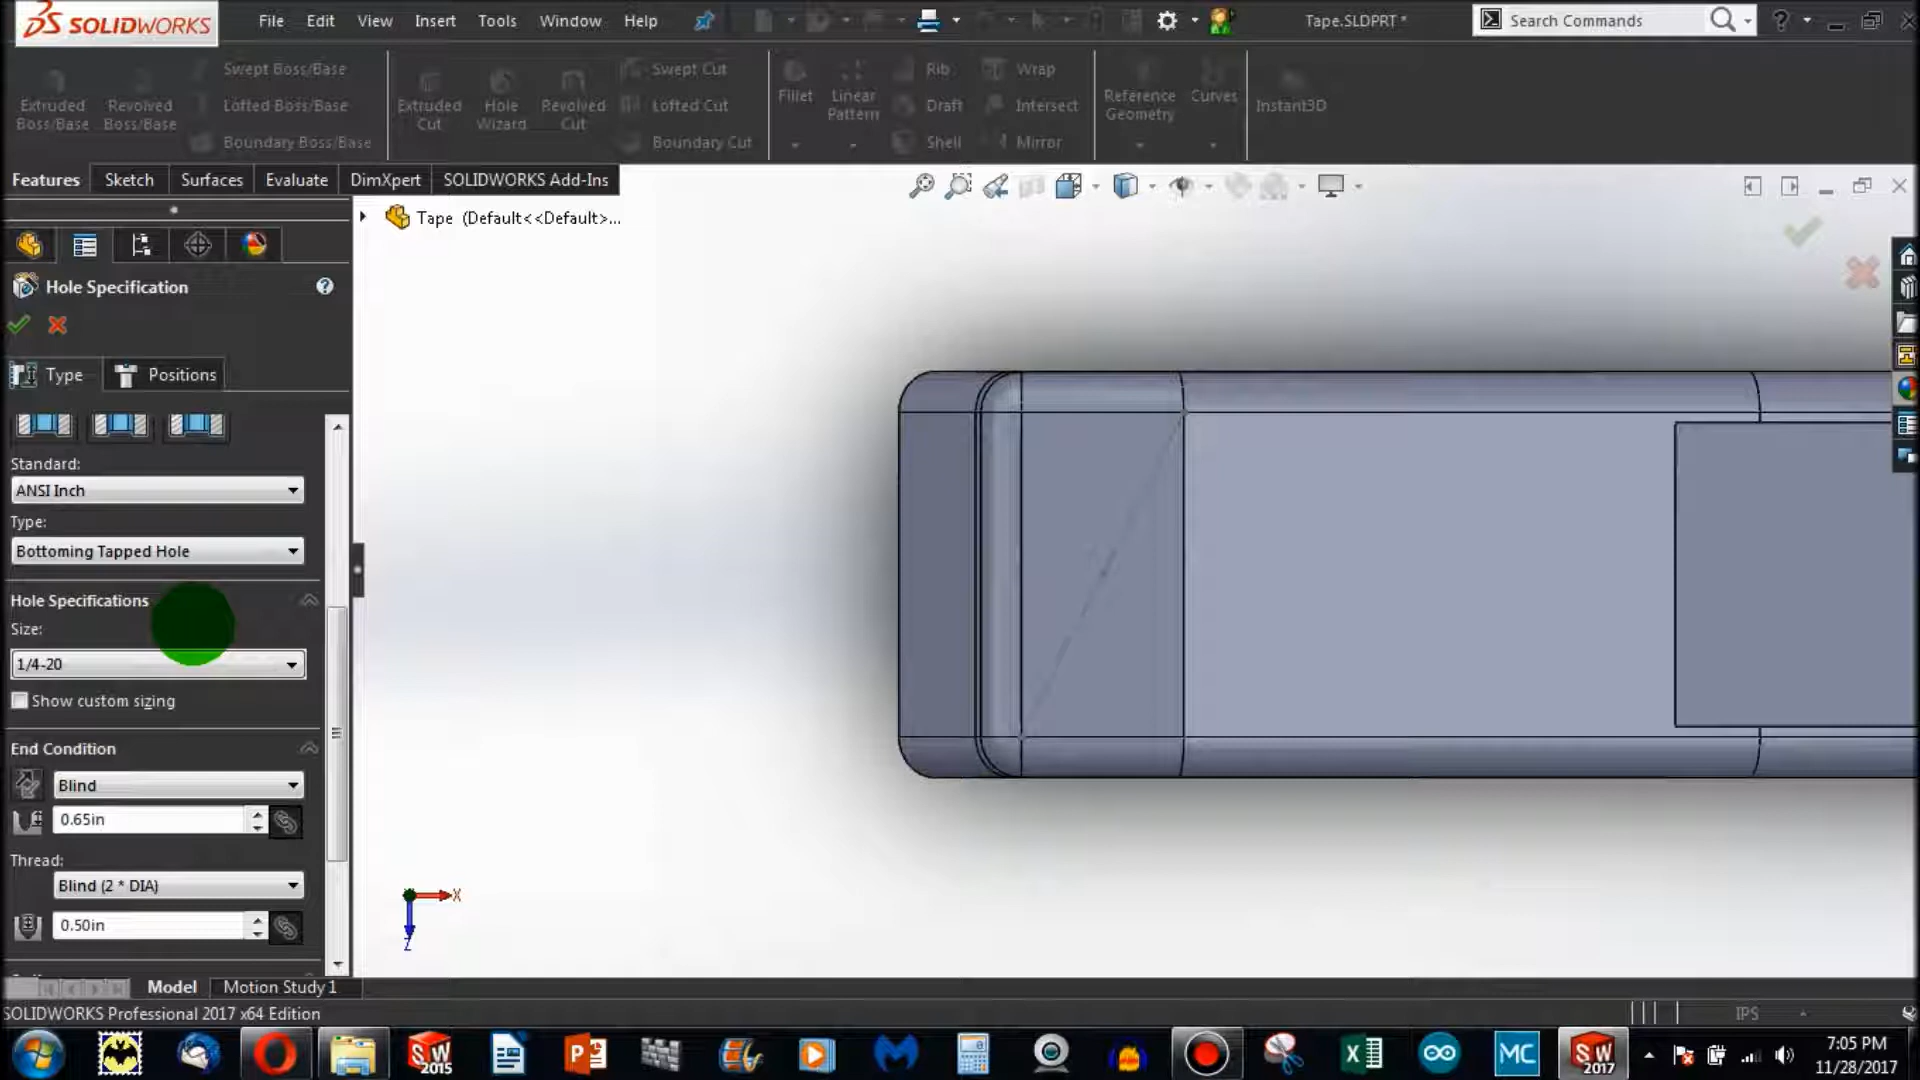 SOLIDWORKS
File Edit View Insert Tools Window Help
Tape.SLDPRT *
Search Commands
Extruded Boss/Base
Revolved Boss/Base
Swept Boss/Base
Lofted Boss/Base
Boundary Boss/Base
Extruded Cut
Hole Wizard
Revolved Cut
Swept Cut
Lofted Cut
Boundary Cut
Fillet
Linear Pattern
Rib
Draft
Shell
Wrap
Intersect
Mirror
Reference Geometry
Curves
Instant3D
Features Sketch Surfaces Evaluate DimXpert SOLIDWORKS Add-Ins
Tape (Default<<Default>...
Hole Specification
Type Positions
Standard:
ANSI Inch
Type:
Bottoming Tapped Hole
Hole Specifications
Size:
1/4-20
Show custom sizing
End Condition
Blind
0.65in
Thread:
Blind (2 * DIA)
0.50in
X
Z
Model Motion Study 1
SOLIDWORKS Professional 2017 x64 Edition
IPS
SW 2015
MC
SW 2017
7:05 PM
11/28/2017